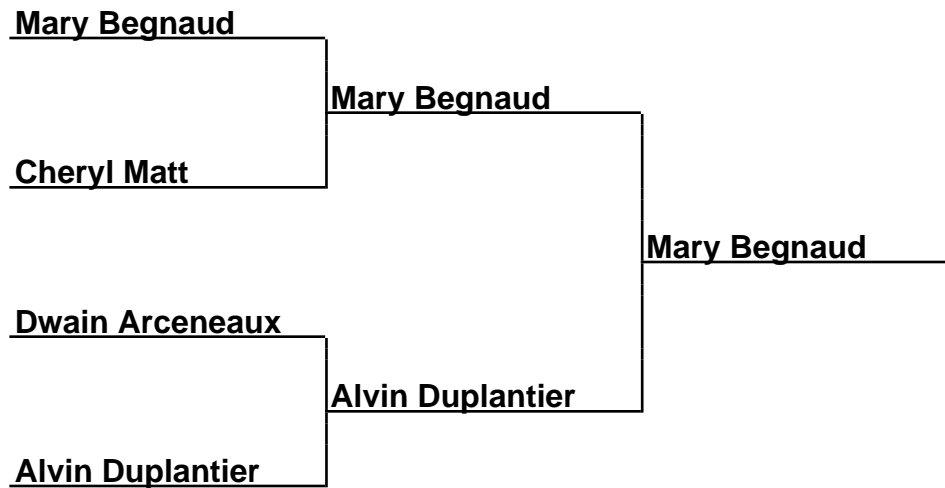 Mary Begnaud
Mary Begnaud
Cheryl Matt
Mary Begnaud
Dwain Arceneaux
Alvin Duplantier
Alvin Duplantier